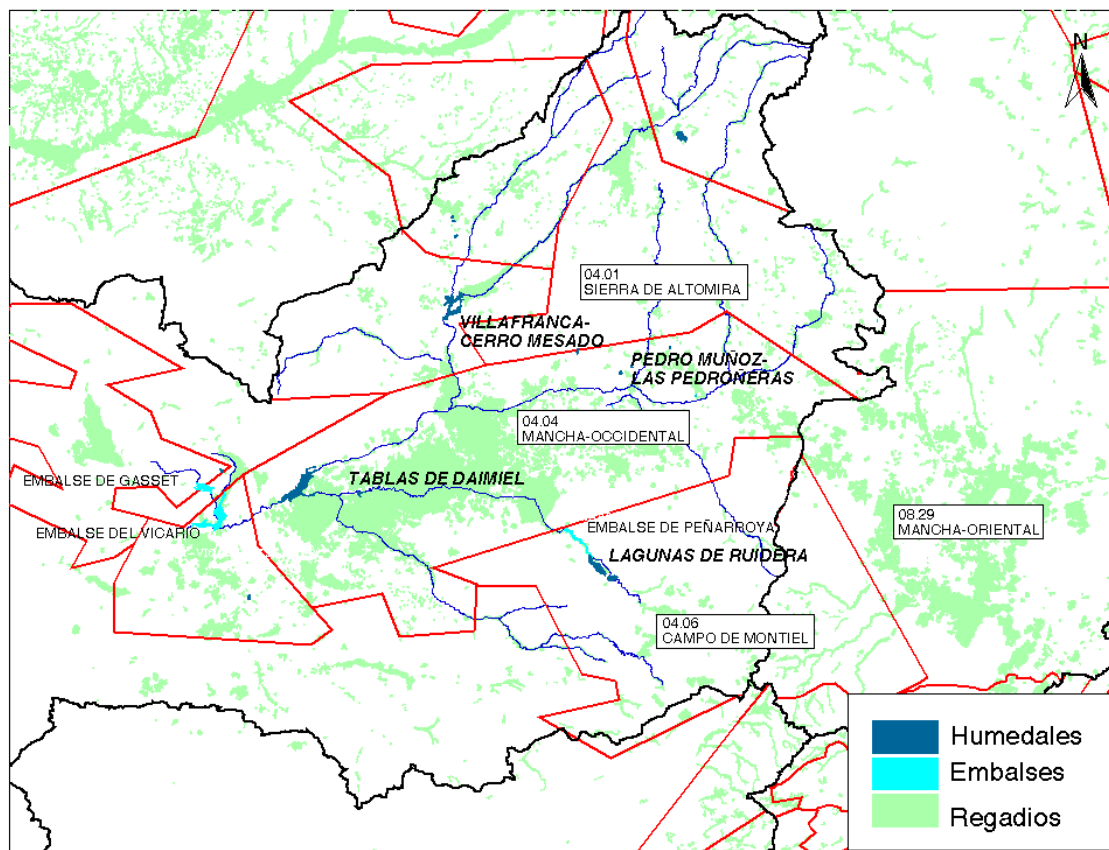 N
04.01
SIERRA DE ALTOMIRA
VILLAFRANCA-
CERRO MESADO
PEDRO MUÑOZ-
LAS PEDROÑERAS
04.04
MANCHA-OCCIDENTAL
TABLAS DE DAIMIEL
EMBALSE DE GASSET
EMBALSE DEL VICARIO
EMBALSE DE PEÑARROYA
LAGUNAS DE RUIDERA
08.29
MANCHA-ORIENTAL
04.06
CAMPO DE MONTIEL
Humedales
Embalses
Regadios